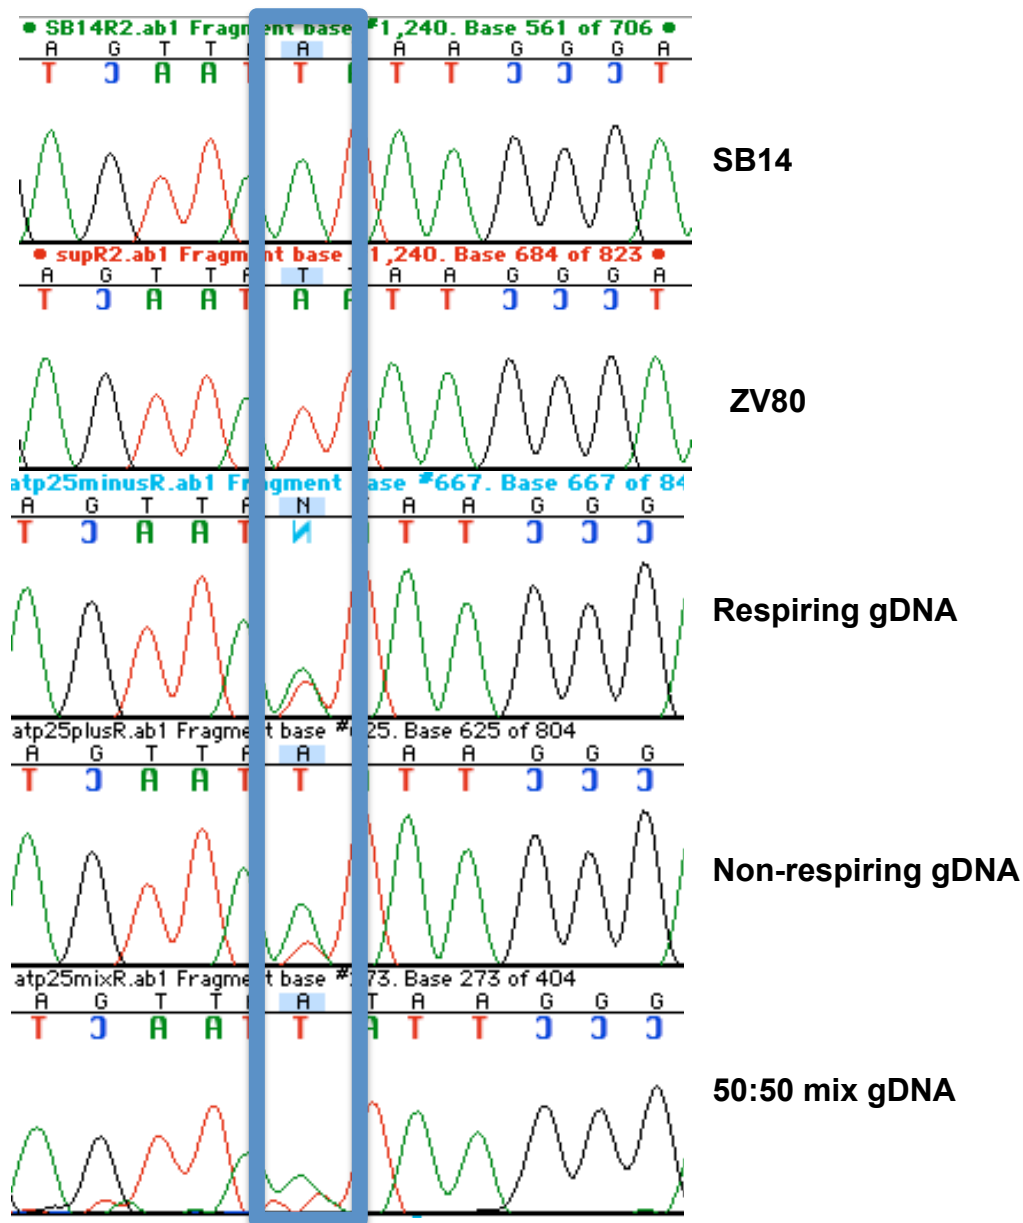 ● SB14R2.ab1 Fragment base #1,240. Base 561 of 706 ●
A G T T A A A G G G A
T C A A T T A T T C C C T
SB14
● supR2.ab1 Fragment base 1,240. Base 684 of 823 ●
A G T T A T T A A G G G A
T C A A T A A T T C C C T
ZV80
atp25minusR.ab1 Fragment base #667. Base 667 of 84
A G T T A N A A G G G
T C A A T N T T C C C
Respiring gDNA
atp25plusR.ab1 Fragment base #625. Base 625 of 804
A G T T A A A A G G G
T C A A T T T T C C C
Non-respiring gDNA
atp25mixR.ab1 Fragment base #273. Base 273 of 404
A G T T A T A A G G G
T C A A T T A T T C C C
50:50 mix gDNA